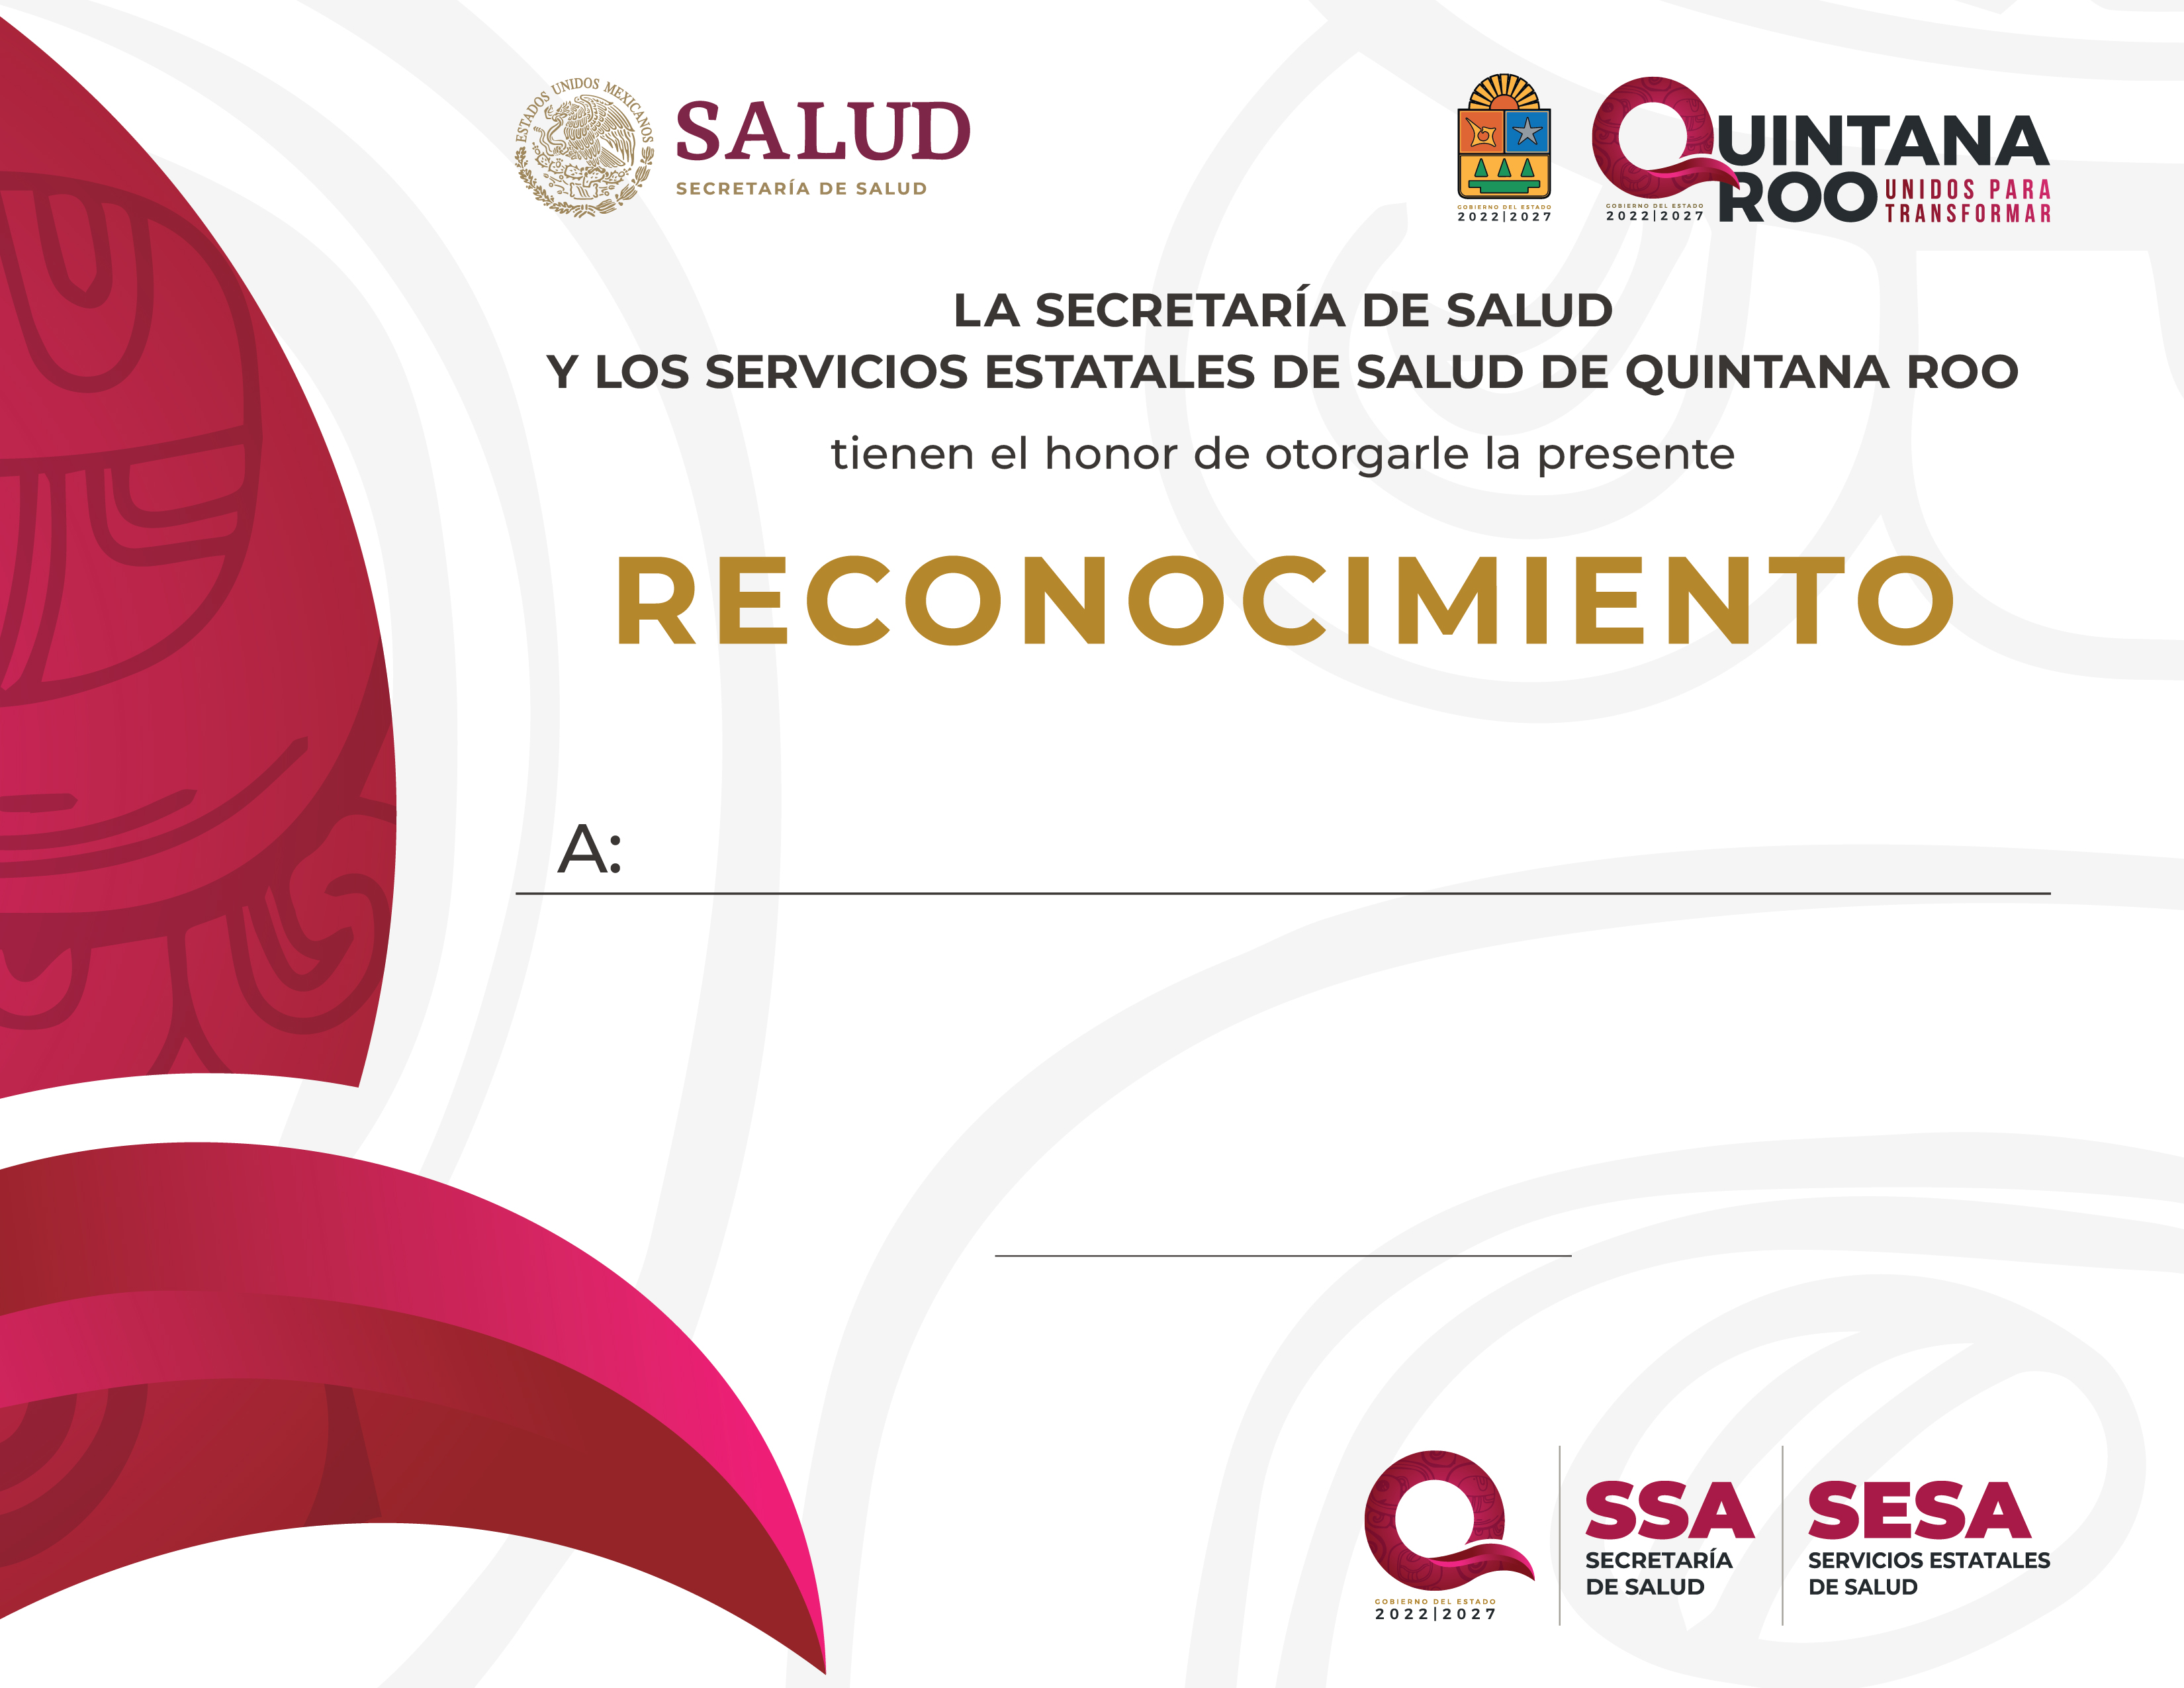 ESTADOS UNIDOS MEXICANOS
SALUD
SECRETARÍA DE SALUD
GOBIERNO DEL ESTADO
2022|2027
QUINTANA
ROO
UNIDOS PARA
TRANSFORMAR
GOBIERNO DEL ESTADO
2022|2027
LA SECRETARÍA DE SALUD
Y LOS SERVICIOS ESTATALES DE SALUD DE QUINTANA ROO
tienen el honor de otorgarle la presente
RECONOCIMIENTO
A:
GOBIERNO DEL ESTADO
2022|2027
SSA
SECRETARÍA
DE SALUD
SESA
SERVICIOS ESTATALES
DE SALUD